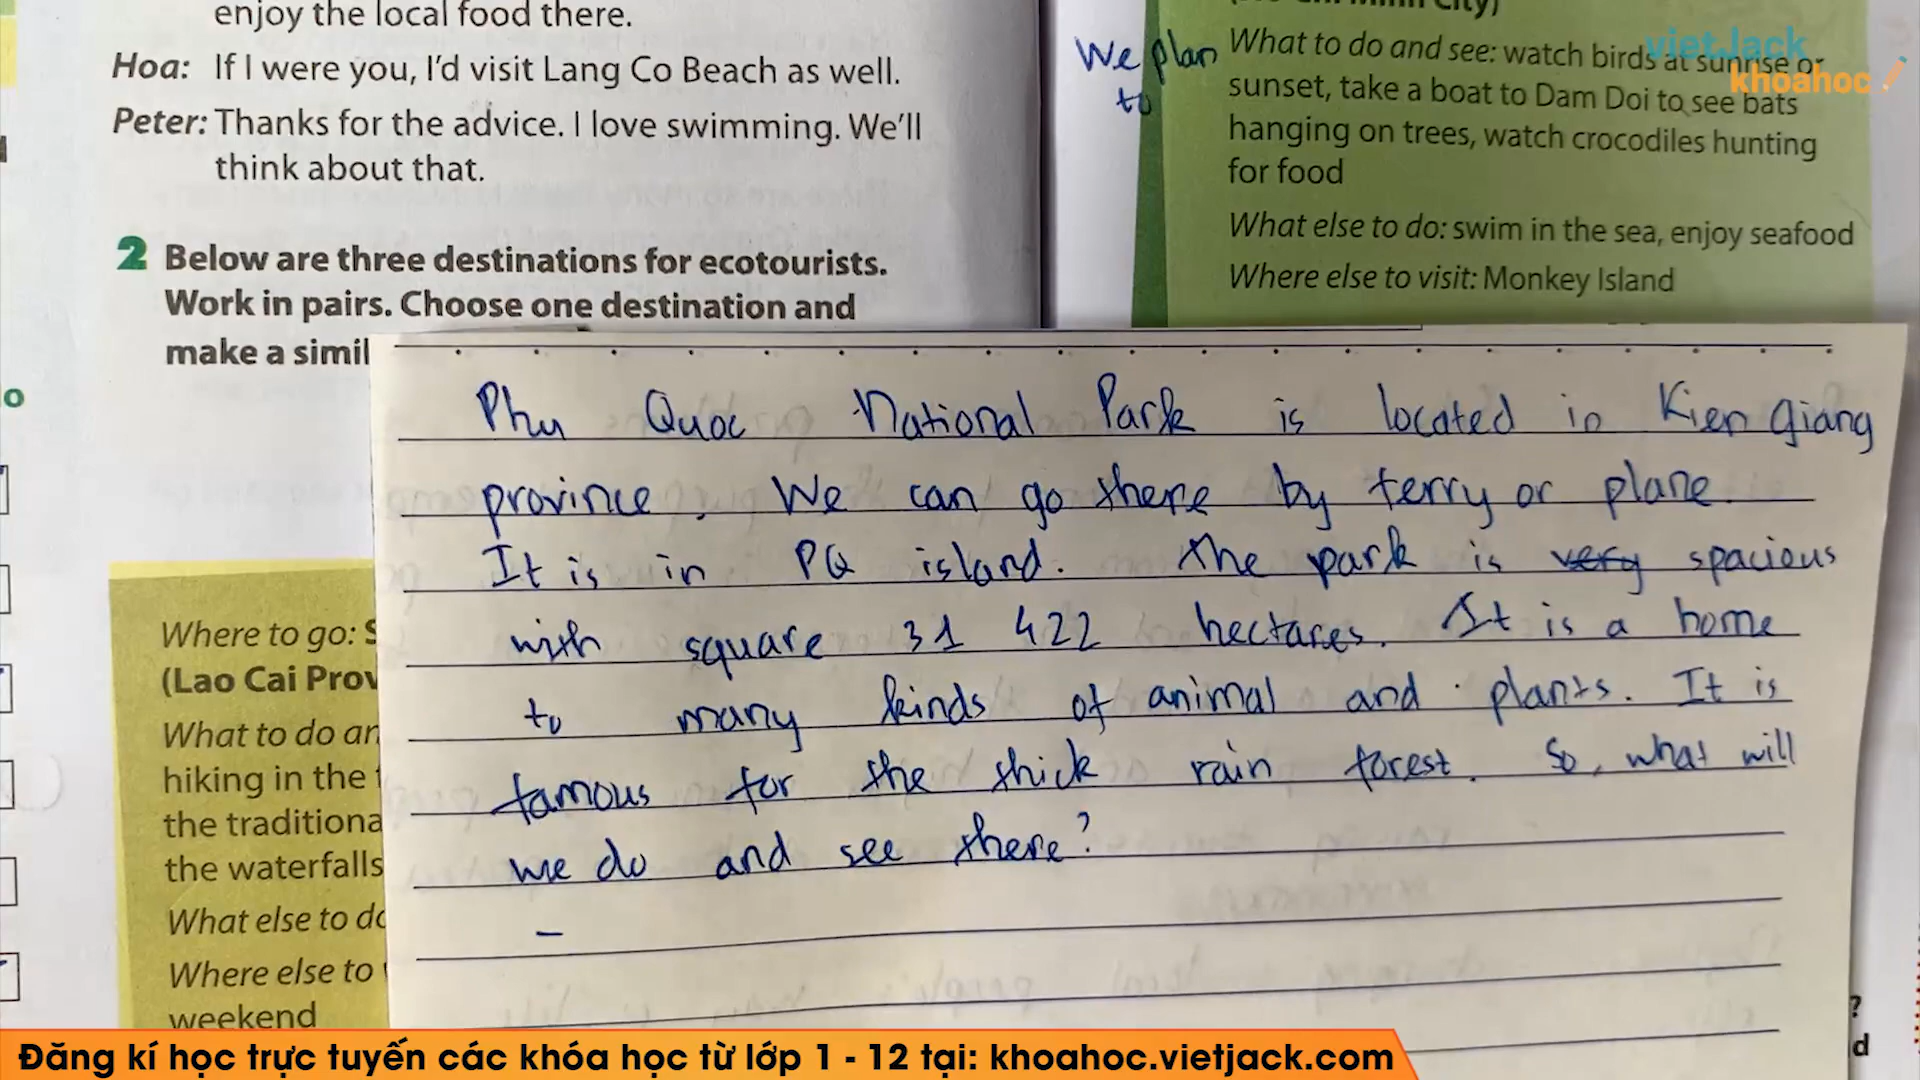 enjoy the local food there.
Hoa: If I were you, I'd visit Lang Co Beach as well.
Peter: Thanks for the advice. I love swimming. We'll
think about that.
2 Below are three destinations for ecotourists.
Work in pairs. Choose one destination and
make a simil
Where to go: S
(Lao Cai Prov
What to do an
hiking in the
the traditiona
the waterfalls
What else to do
Where else to
weekend
We plan
to
City)
What to do and see: watch birds at sunrise or
sunset, take a boat to Dam Doi to see bats
hanging on trees, watch crocodiles hunting
for food
What else to do: swim in the sea, enjoy seafood
Where else to visit: Monkey Island
vietJack
khoahoc
Phu Quoc National Park is located in Kien Giang
province. We can go there by ferry or plane.
It is in PQ island. The park is very spacious
with square 31 422 hectares. It is a home
to many kinds of animal and plants. It is
famous for the thick rain forest. So, what will
we do and see there?
-
o
?
d
Đăng kí học trực tuyến các khóa học từ lớp 1 - 12 tại: khoahoc.vietjack.com